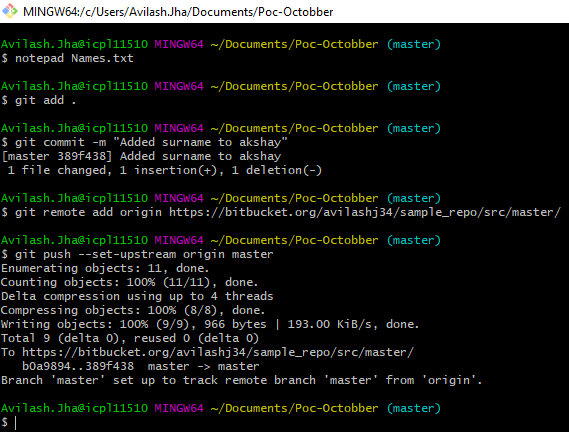 MINGW64:/c/Users/AvilashJha/Documents/Poc-Octobber
Avilash.Jha@icpl11510 MINGW64 ~/Documents/Poc-Octobber (master)
$ notepad Names.txt
Avilash.Jha@icpl11510 MINGW64 ~/Documents/Poc-Octobber (master)
$ git add .
Avilash.Jha@icpl11510 MINGW64 ~/Documents/Poc-Octobber (master)
$ git commit -m "Added surname to akshay"
[master 389f438] Added surname to akshay
 1 file changed, 1 insertion(+), 1 deletion(-)
Avilash.Jha@icpl11510 MINGW64 ~/Documents/Poc-Octobber (master)
$ git remote add origin https://bitbucket.org/avilashj34/sample_repo/src/master/
Avilash.Jha@icpl11510 MINGW64 ~/Documents/Poc-Octobber (master)
$ git push --set-upstream origin master
Enumerating objects: 11, done.
Counting objects: 100% (11/11), done.
Delta compression using up to 4 threads
Compressing objects: 100% (8/8), done.
Writing objects: 100% (9/9), 966 bytes | 193.00 KiB/s, done.
Total 9 (delta 0), reused 0 (delta 0)
To https://bitbucket.org/avilashj34/sample_repo/src/master/
   b0a9894..389f438  master -> master
Branch 'master' set up to track remote branch 'master' from 'origin'.
Avilash.Jha@icpl11510 MINGW64 ~/Documents/Poc-Octobber (master)
$